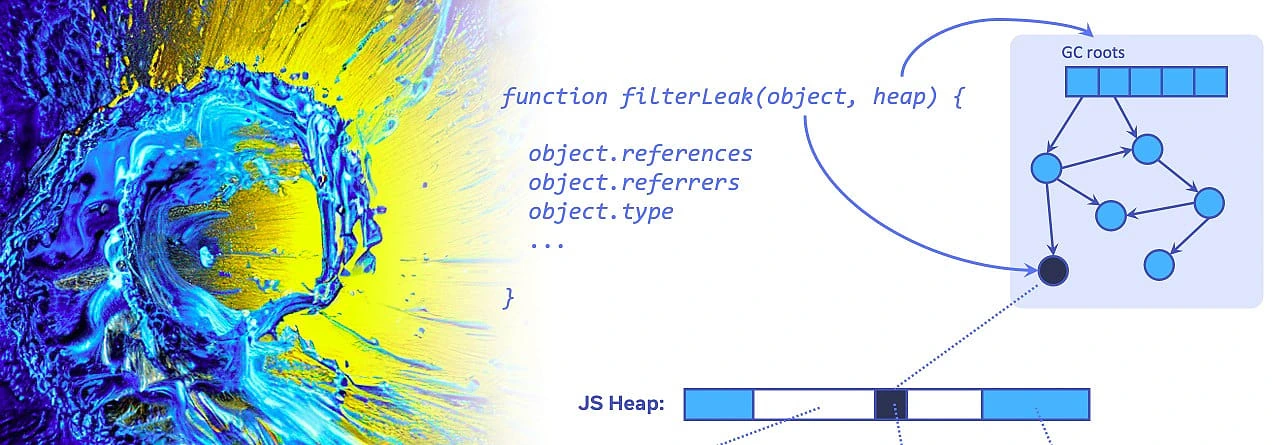 GC roots
function filterLeak(object, heap) {
object.references
object.referrers
object.type
...
}
JS Heap: